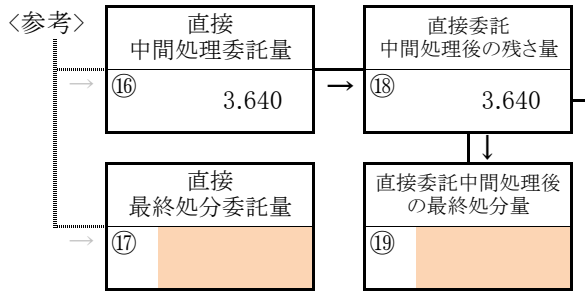 〈参考〉
直接
中間処理委託量
⑯
3.640
→
→
直接委託
中間処理後の残さ量
⑱
3.640
↓
直接
最終処分委託量
⑰
→
直接委託中間処理後
の最終処分量
⑲